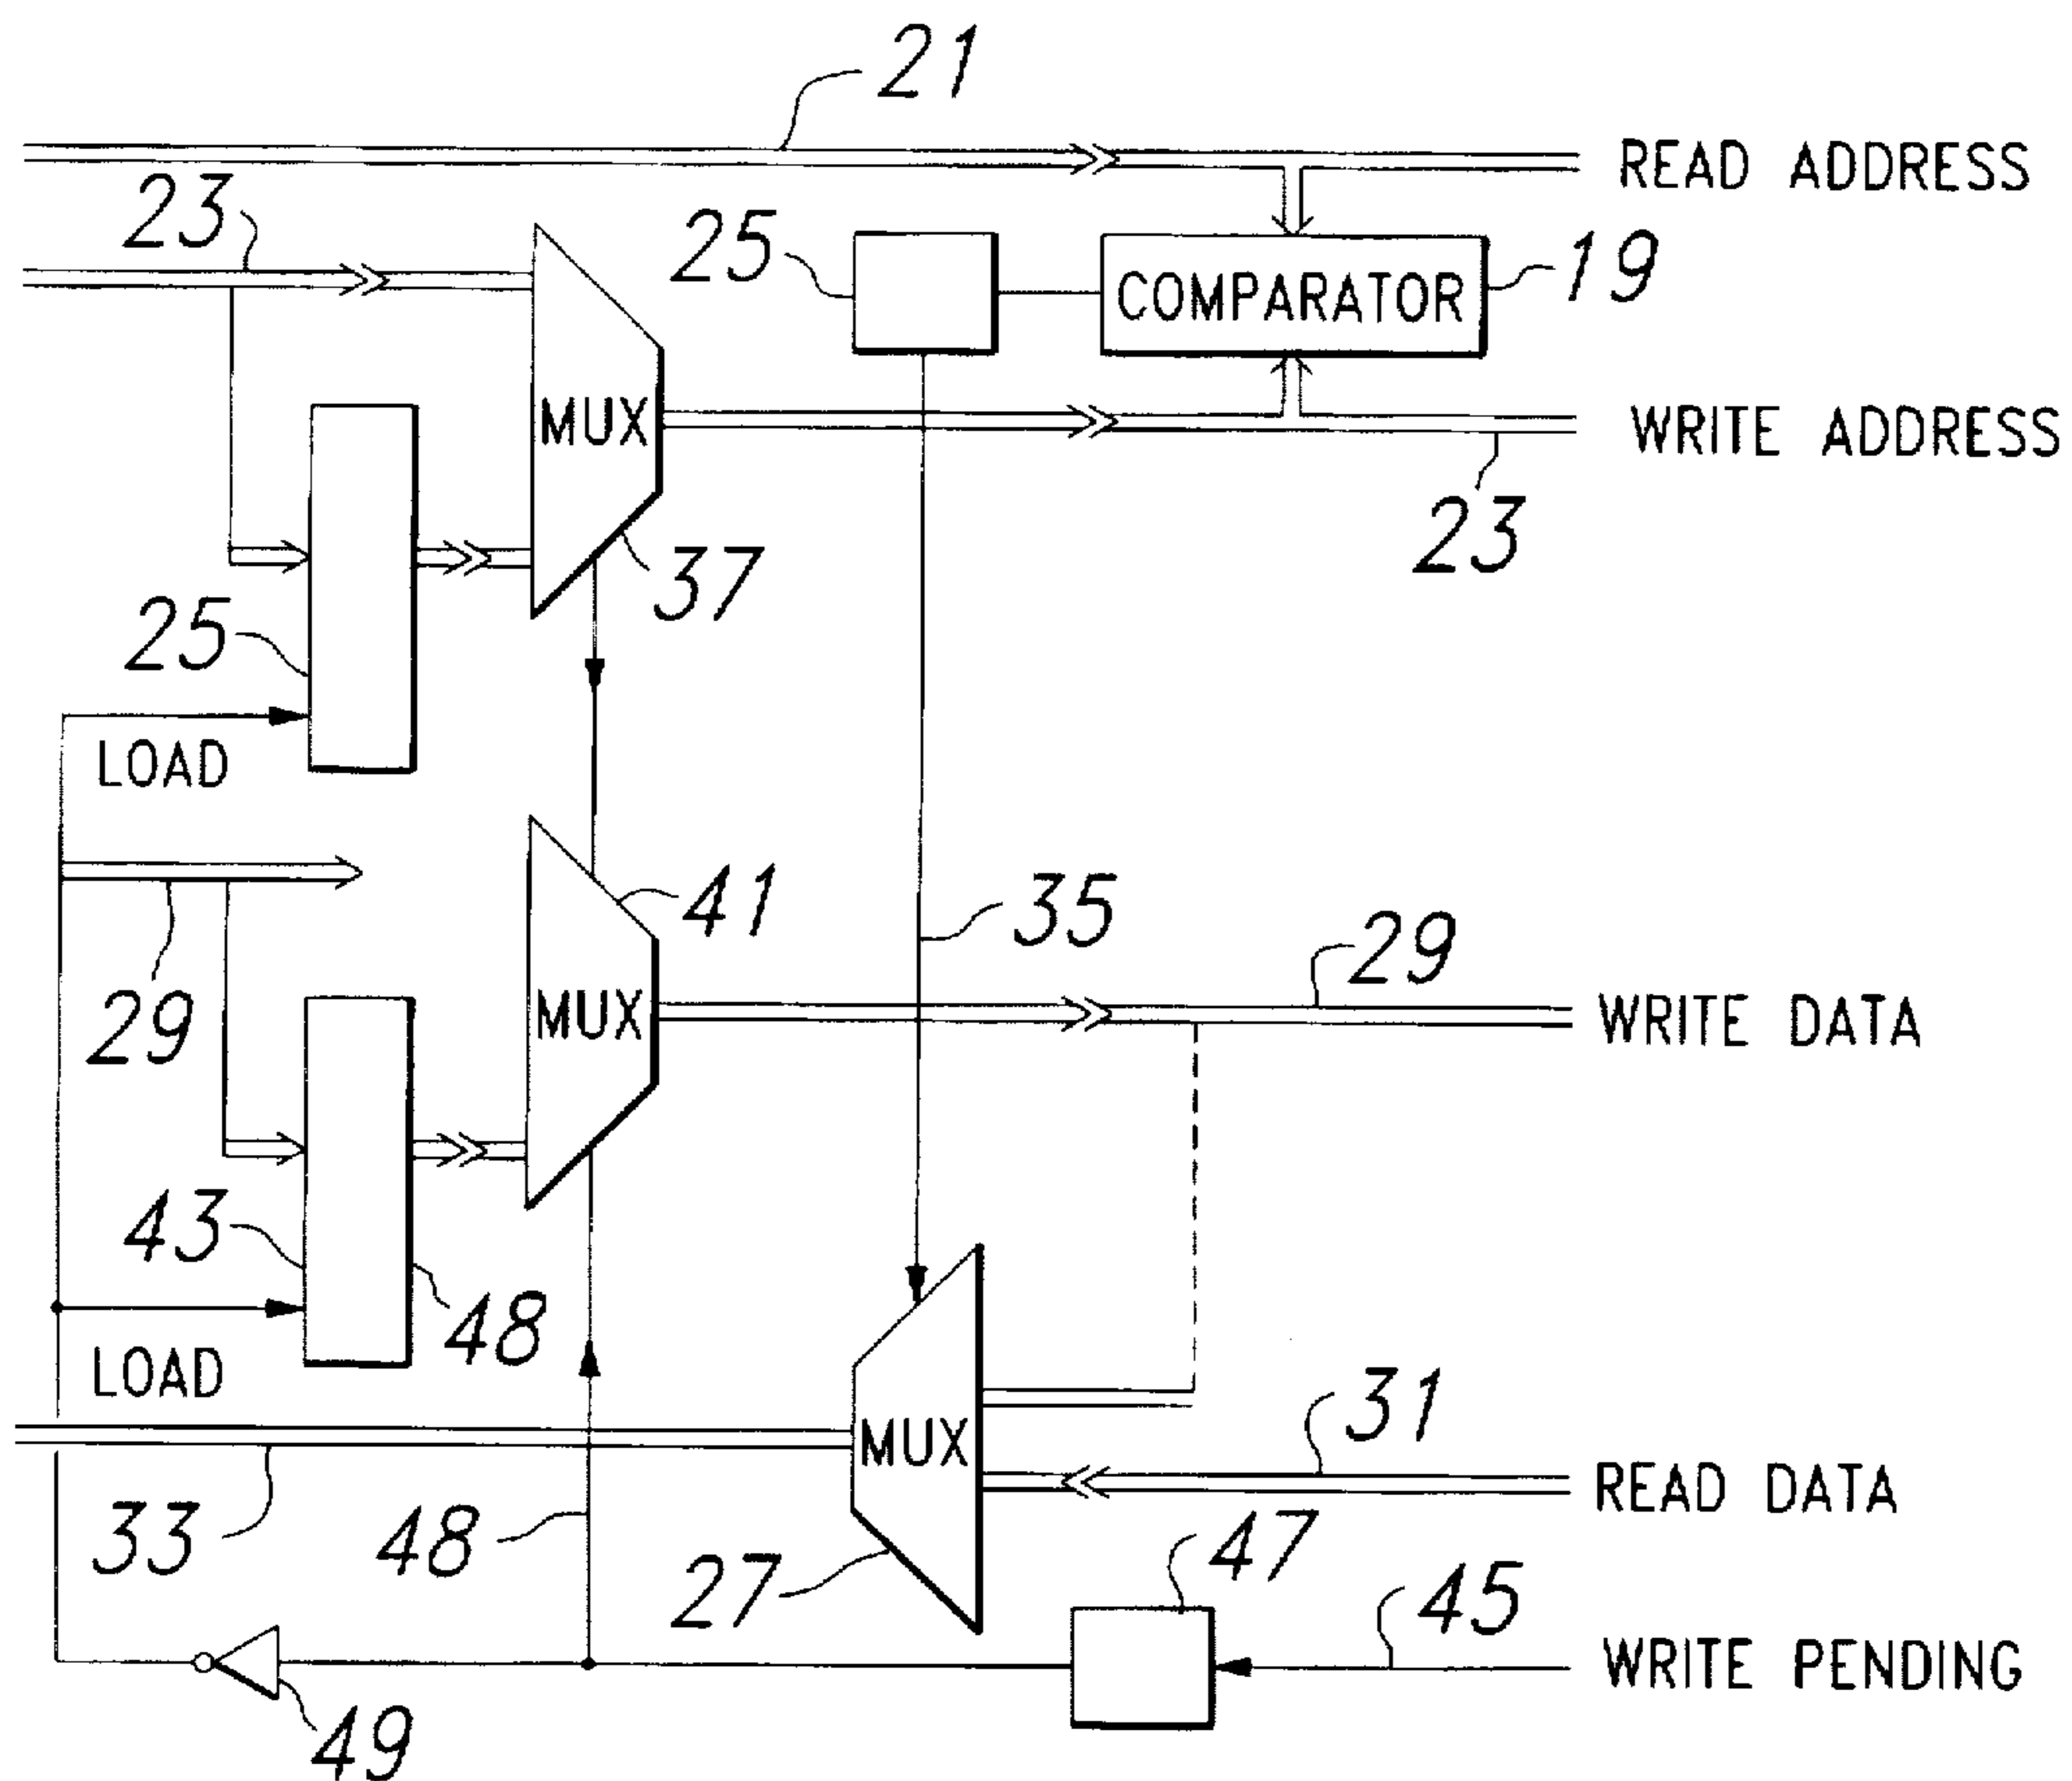 21
READ ADDRESS
23
25
COMPARATOR
19
MUX
WRITE ADDRESS
23
37
25
LOAD
41
35
29
29
MUX
WRITE DATA
43
48
LOAD
31
MUX
READ DATA
33
48
27
47
45
WRITE PENDING
49